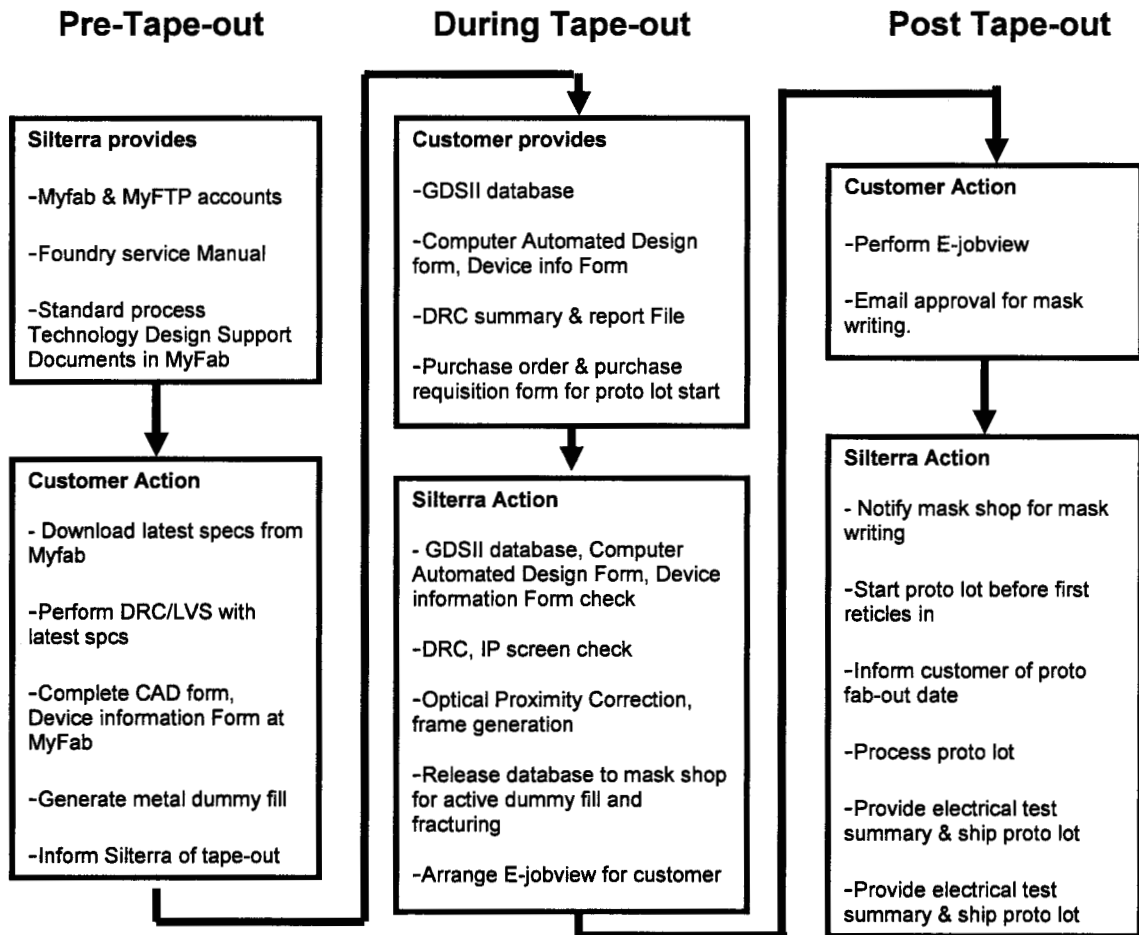 Pre-Tape-out
During Tape-out
Post Tape-out
Silterra provides
-Myfab & MyFTP accounts
-Foundry service Manual
-Standard process
Technology Design Support
Documents in MyFab
Customer Action
- Download latest specs from
Myfab
-Perform DRC/LVS with
latest spcs
-Complete CAD form,
Device information Form at
MyFab
-Generate metal dummy fill
-Inform Silterra of tape-out
Customer provides
-GDSII database
-Computer Automated Design
form, Device info Form
-DRC summary & report File
-Purchase order & purchase
requisition form for proto lot start
Silterra Action
- GDSII database, Computer
Automated Design Form, Device
information Form check
-DRC, IP screen check
-Optical Proximity Correction,
frame generation
-Release database to mask shop
for active dummy fill and
fracturing
-Arrange E-jobview for customer
Customer Action
-Perform E-jobview
-Email approval for mask
writing.
Silterra Action
- Notify mask shop for mask
writing
-Start proto lot before first
reticles in
-Inform customer of proto
fab-out date
-Process proto lot
-Provide electrical test
summary & ship proto lot
-Provide electrical test
summary & ship proto lot